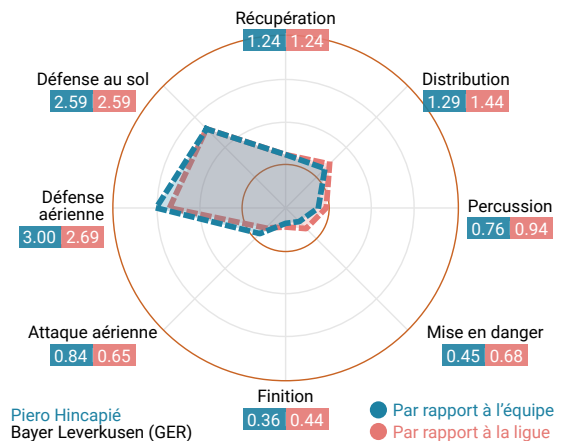 Récupération
1.24 1.24
Défense au sol
2.59 2.59
Distribution
1.29 1.44
Défense
aérienne
3.00 2.69
Percussion
0.76 0.94
Attaque aérienne
0.84 0.65
Mise en danger
0.45 0.68
Finition
0.36 0.44
Piero Hincapié
Bayer Leverkusen (GER)
Par rapport à l’équipe
Par rapport à la ligue